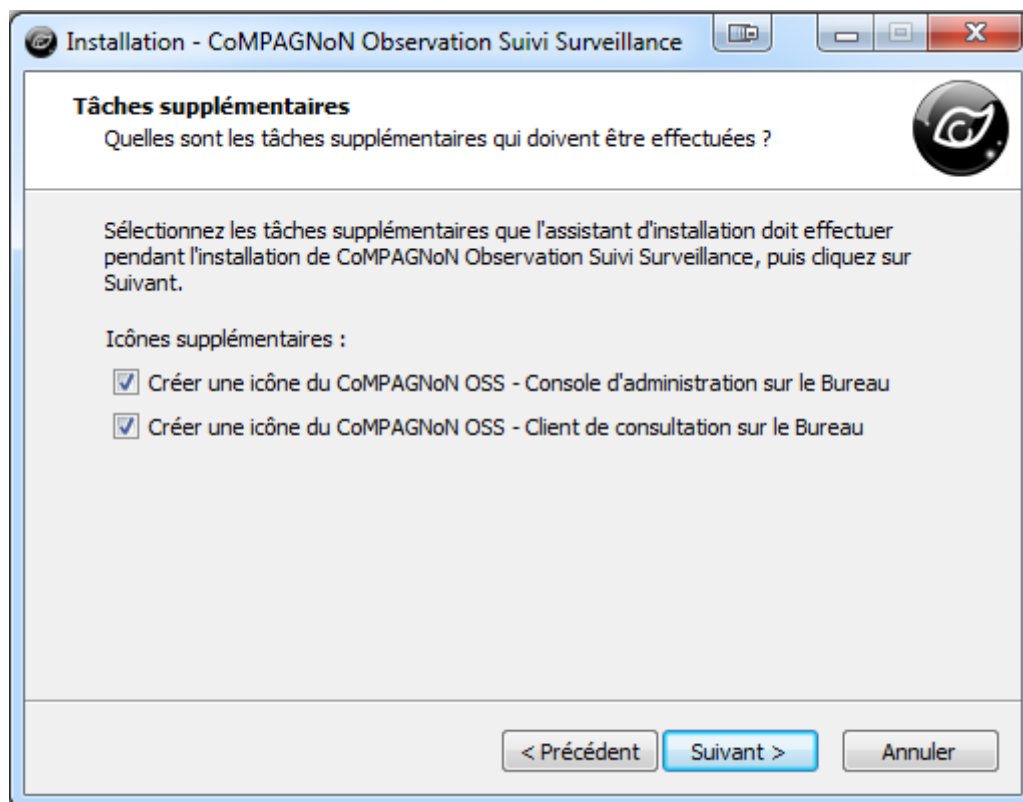 Installation - CoMPAGNoN Observation Suivi Surveillance
Tâches supplémentaires
Quelles sont les tâches supplémentaires qui doivent être effectuées ?
Sélectionnez les tâches supplémentaires que l'assistant d'installation doit effectuer
pendant l'installation de CoMPAGNoN Observation Suivi Surveillance, puis cliquez sur
Suivant.
Icônes supplémentaires :
Créer une icône du CoMPAGNoN OSS - Console d'administration sur le Bureau
Créer une icône du CoMPAGNoN OSS - Client de consultation sur le Bureau
< Précédent
Suivant >
Annuler